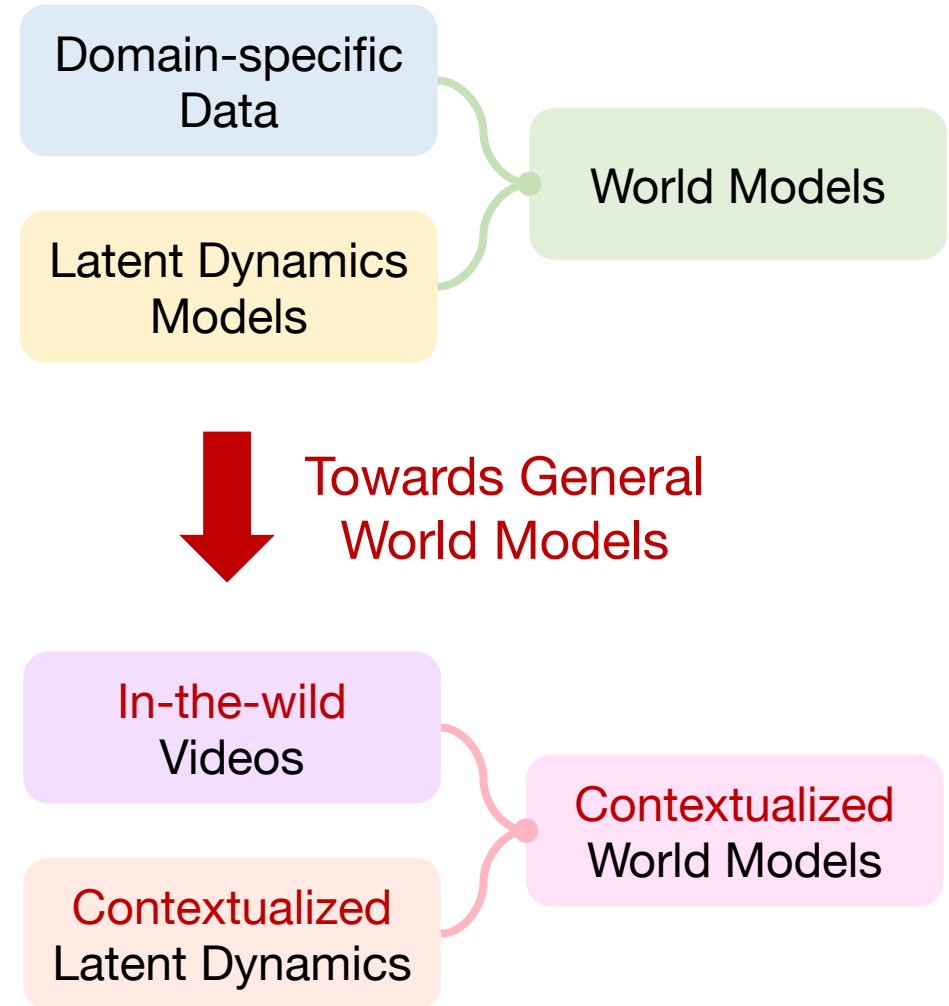 Domain-specific
Data
World Models
Latent Dynamics
Models
Towards General
World Models
In-the-wild
Videos
Contextualized
World Models
Contextualized
Latent Dynamics